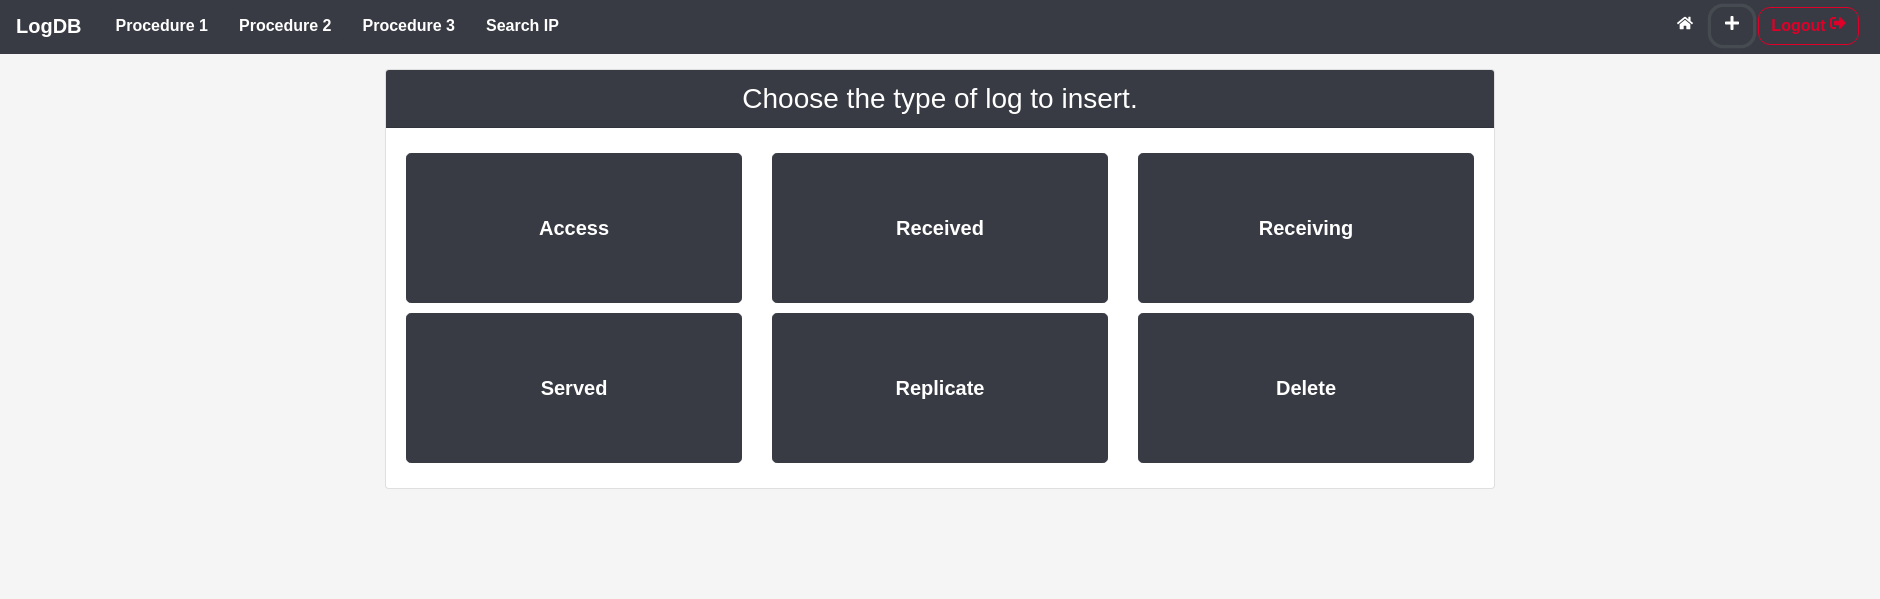 LogDB Procedure 1 Procedure 2 Procedure 3 Search IP Logout
Choose the type of log to insert.
Access Received Receiving
Served Replicate Delete